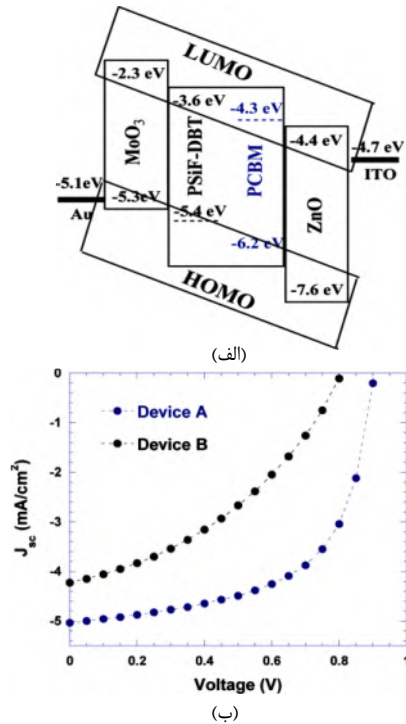 LUMO
-2.3 eV
-3.6 eV
-4.3 eV
-4.4 eV
-4.7 eV
ITO
MoO₃
PSiF-DBT
PCBM
ZnO
-5.1eV
Au
-5.3eV
-5.4 eV
-6.2 eV
-7.6 eV
HOMO
(الف)
Device A
Device B
J_sc (mA/cm²)
0
-1
-2
-3
-4
-5
0 0.2 0.4 0.6 0.8 1
Voltage (V)
(ب)